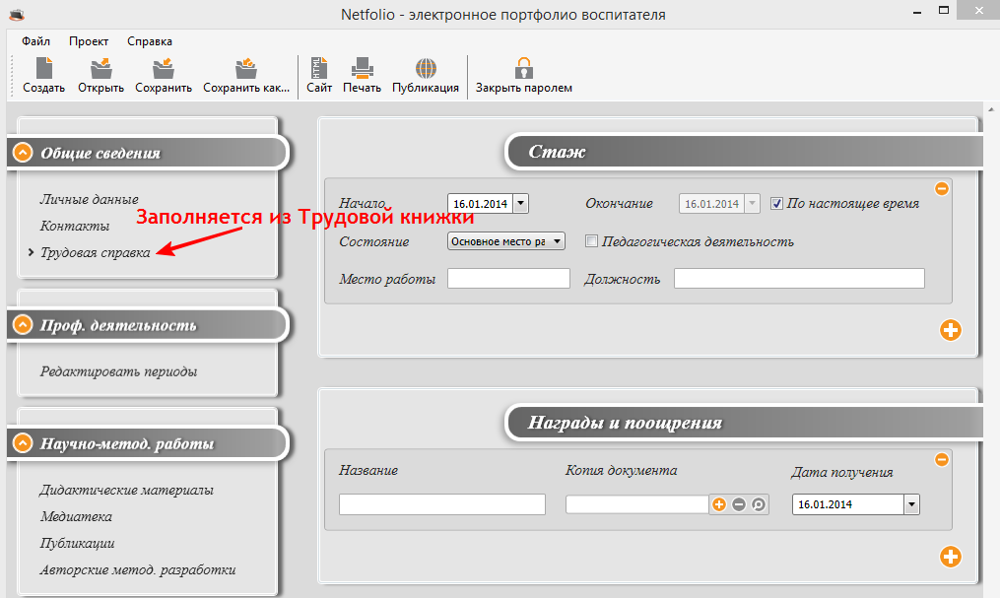 Netfolio - электронное портфолио воспитателя
Файл Проект Справка
HTML
Создать Открыть Сохранить Сохранить как... Сайт Печать Публикация Закрыть паролем
Общие сведения
Личные данные
Контакты
Трудовая справка
Заполняется из Трудовой книжки
Проф. деятельность
Редактировать периоды
Научно-метод. работы
Дидактические материалы
Медиатека
Публикации
Авторские метод. разработки
Стаж
Начало 16.01.2014 Окончание 16.01.2014 По настоящее время
Состояние Основное место ра Педагогическая деятельность
Место работы Должность
Награды и поощрения
Название Копия документа Дата получения
16.01.2014